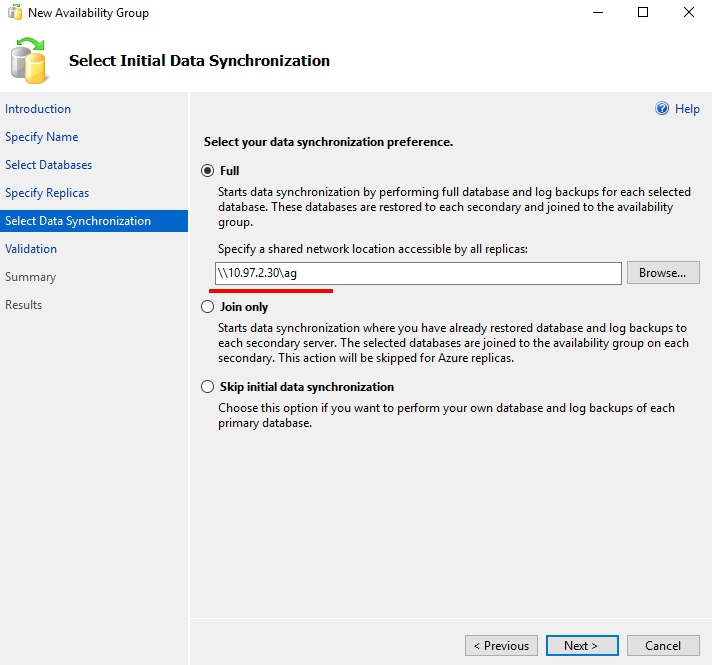 New Availability Group
Select Initial Data Synchronization
Introduction
Specify Name
Select Databases
Specify Replicas
Select Data Synchronization
Validation
Summary
Results
Help
Select your data synchronization preference.
Full
Starts data synchronization by performing full database and log backups for each selected
database. These databases are restored to each secondary and joined to the availability
group.
Specify a shared network location accessible by all replicas:
\\10.97.2.30\ag
Browse...
Join only
Starts data synchronization where you have already restored database and log backups to
each secondary server. The selected databases are joined to the availability group on each
secondary. This action will be skipped for Azure replicas.
Skip initial data synchronization
Choose this option if you want to perform your own database and log backups of each
primary database.
< Previous
Next >
Cancel